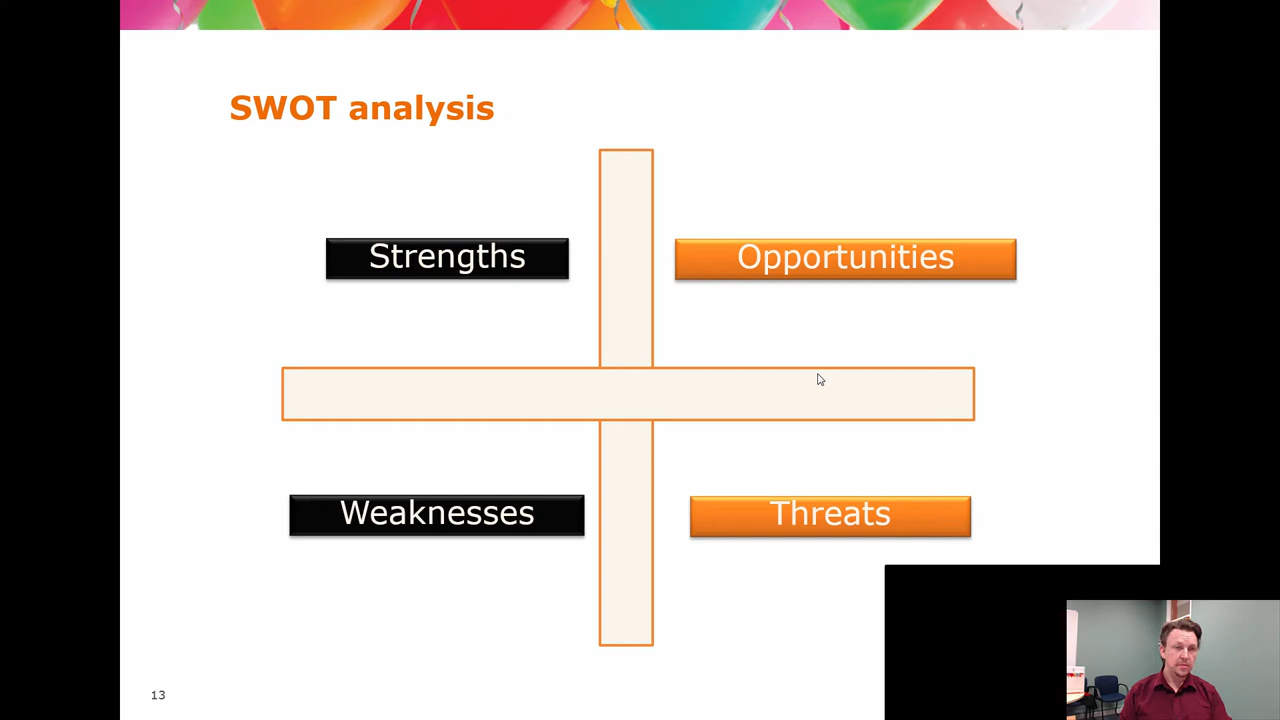 SWOT analysis
Strengths
Opportunities
Weaknesses
Threats
13